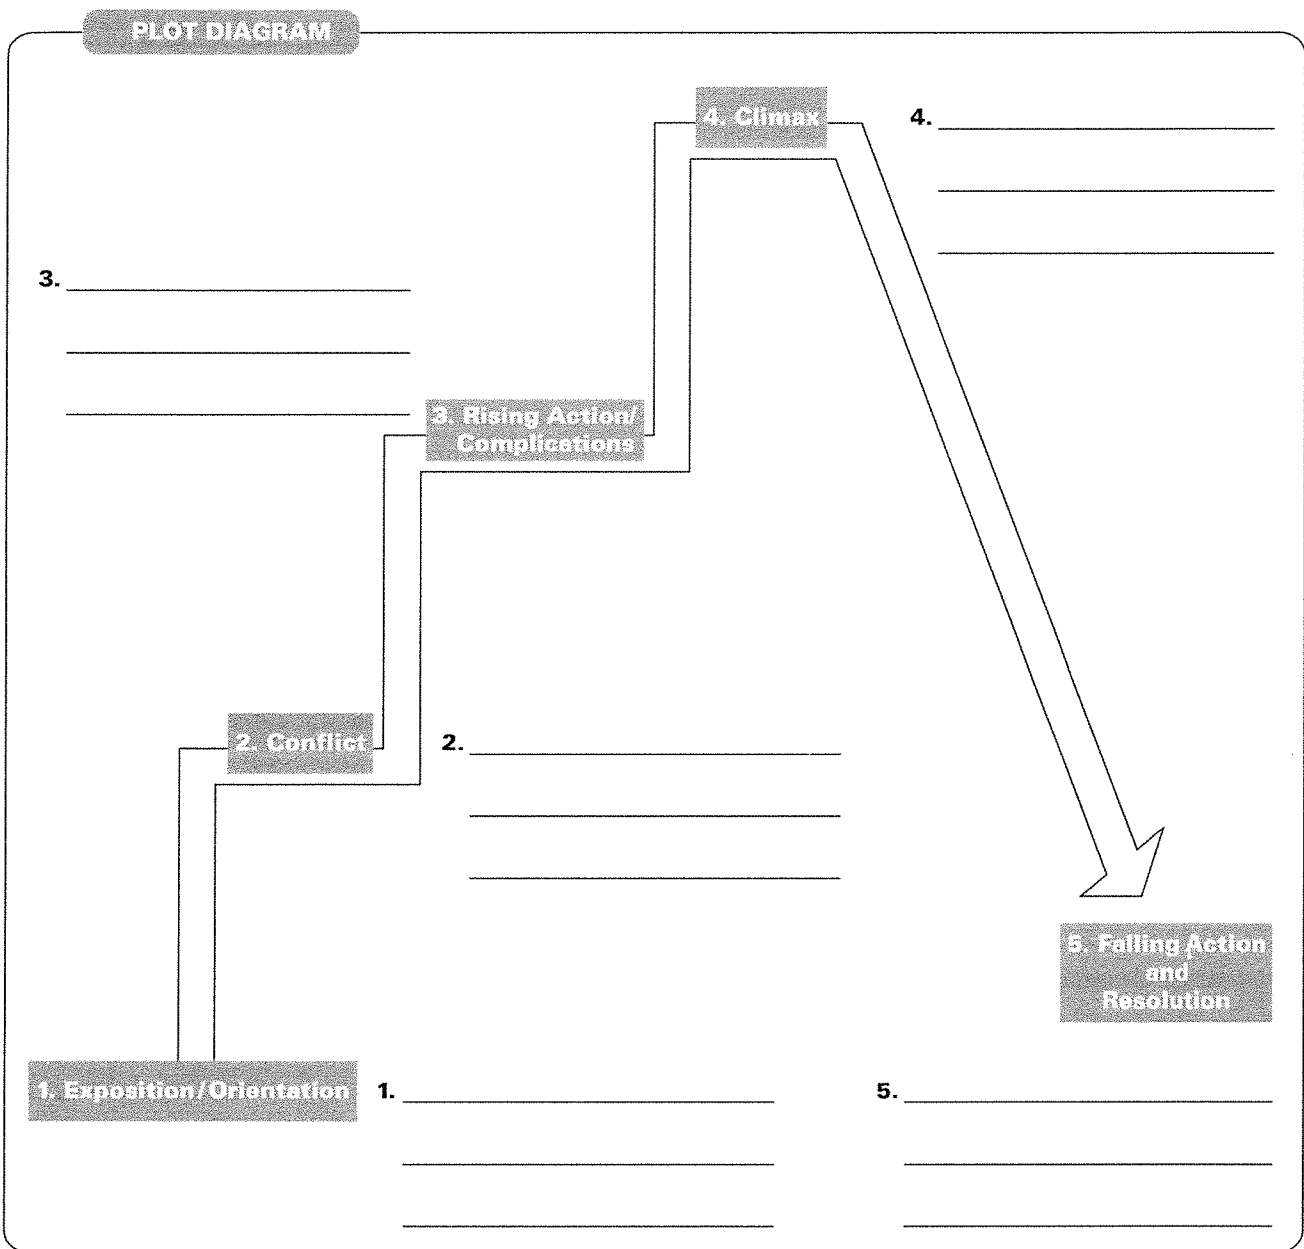 PLOT DIAGRAM
4. Climax
4.
3.
3. Rising Action/
Complications
2. Conflict
2.
5. Falling Action
and
Resolution
1. Exposition/Orientation
1.
5.